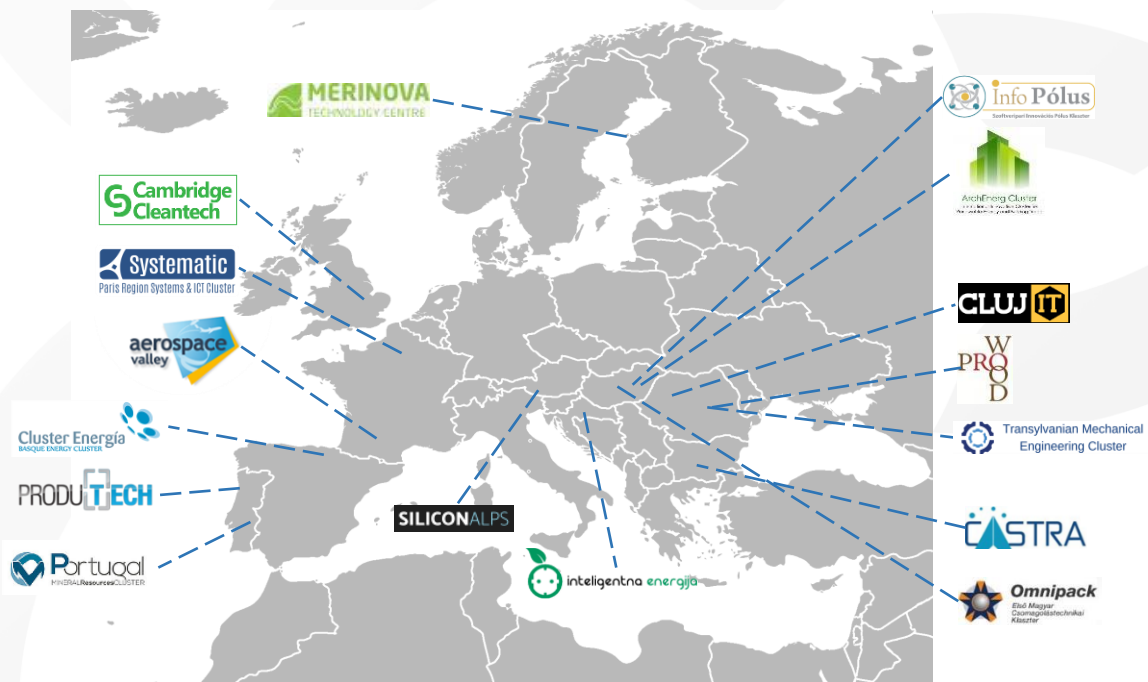 MERINOVA
TECHNOLOGY CENTRE
Cambridge
Cleantech
Systematic
Paris Region Systems & ICT Cluster
aerospace
valley
Cluster Energía
BASQUE ENERGY CLUSTER
PRODUTECH
Portugal
MINERALResourcesCLUSTER
SILICONALPS
inteligentna energija
Info Pólus
Szoftveripari Innovációs Pólus Klaszter
ArchEnerg Cluster
CLUJ IT
PRO WOOD
Transylvanian Mechanical
Engineering Cluster
CASTRA
Omnipack
Első Magyar
Csomagolástechnikai
Klaszter